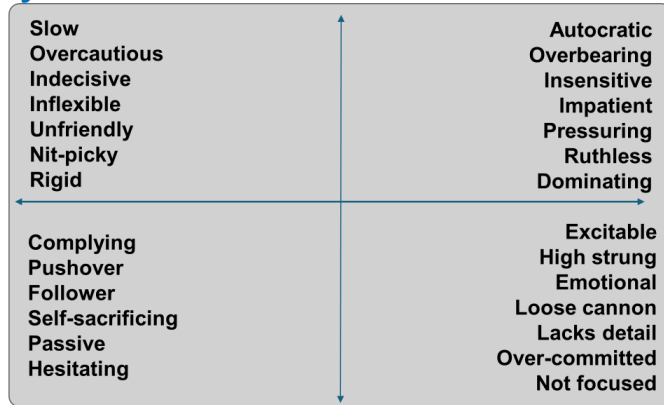 Slow
Overcautious
Indecisive
Inflexible
Unfriendly
Nit-picky
Rigid
Autocratic
Overbearing
Insensitive
Impatient
Pressuring
Ruthless
Dominating
Complying
Pushover
Follower
Self-sacrificing
Passive
Hesitating
Excitable
High strung
Emotional
Loose cannon
Lacks detail
Over-committed
Not focused